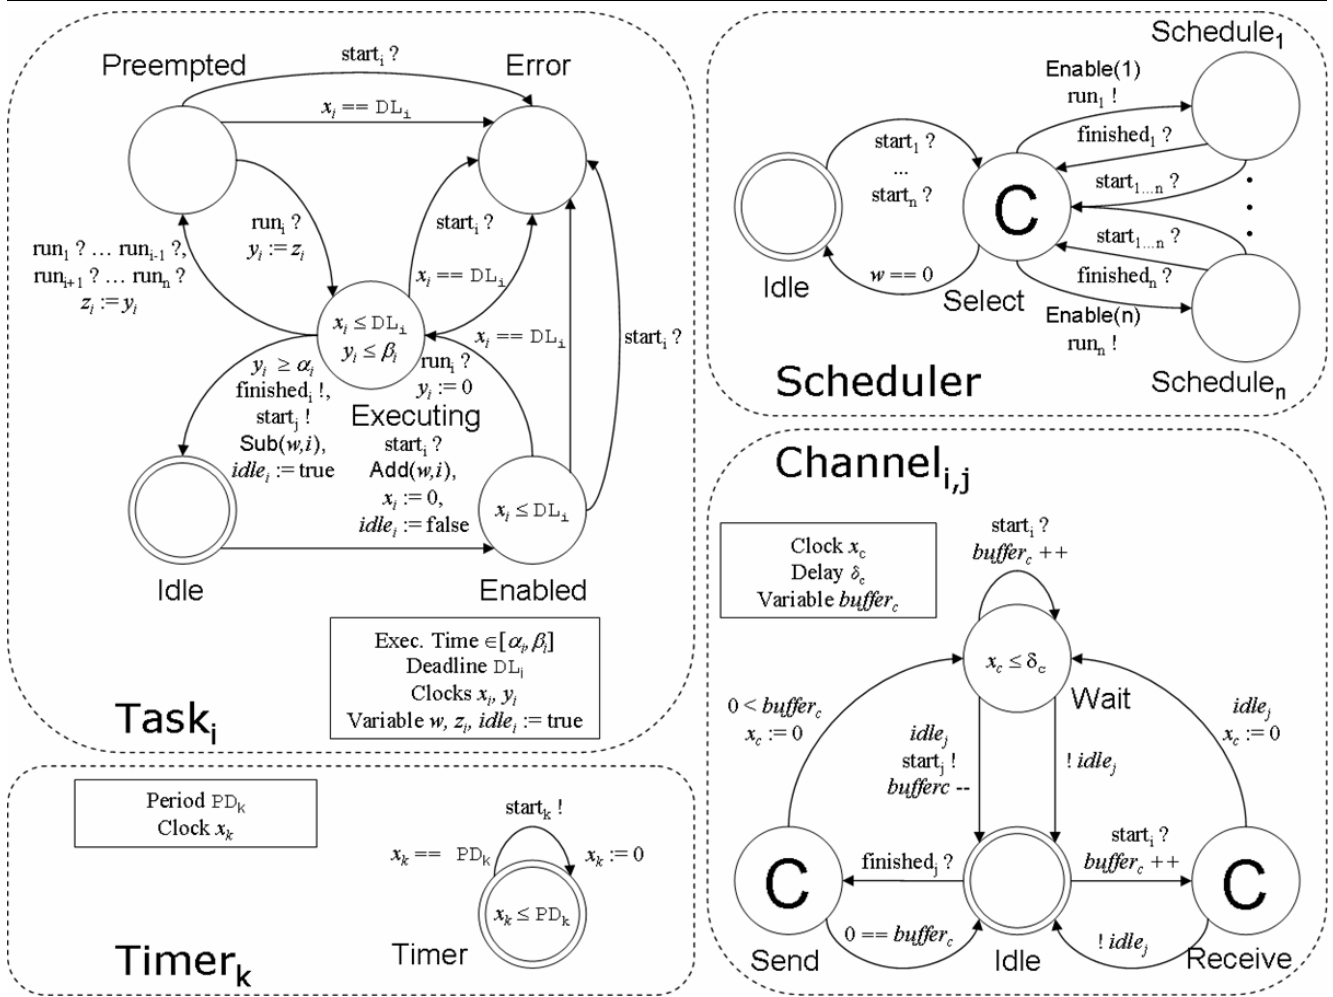 Preempted
start_i ?
Error
x_i == DL_i
run_i ?
y_i := z_i
start_i ?
run_1 ? … run_i-1 ?,
run_i+1 ? … run_n ?
z_i := y_i
x_i == DL_i
x_i ≤ DL_i
y_i ≤ β_i
x_i == DL_i
start_i ?
run_i ?
y_i := 0
y_i ≥ α_i
finished_i !,
start_j !
Sub(w,i),
idle_i := true
Executing
start_i ?
Add(w,i),
x_i := 0,
idle_i := false
x_i ≤ DL_i
Idle
Enabled
Exec. Time ∈[α_i, β_i]
Deadline DL_i
Clocks x_i, y_i
Variable w, z_i, idle_i := true
Task_i
Period PD_k
Clock x_k
start_k !
x_k == PD_k
x_k := 0
x_k ≤ PD_k
Timer
Timer_k
Schedule_1
Enable(1)
run_1 !
finished_1 ?
start_1 ?
...
start_n ?
C
start_1...n ?
start_1...n ?
Idle
w == 0
Select
finished_n ?
Enable(n)
run_n !
Schedule_n
Scheduler
Channel_i,j
Clock x_c
Delay δ_c
Variable buffer_c
start_i ?
buffer_c ++
x_c ≤ δ_c
Wait
0 < buffer_c
x_c := 0
idle_j
start_j !
bufferc --
! idle_j
idle_j
x_c := 0
C
finished_j ?
start_i ?
buffer_c ++
C
0 == buffer_c
! idle_j
Send
Idle
Receive